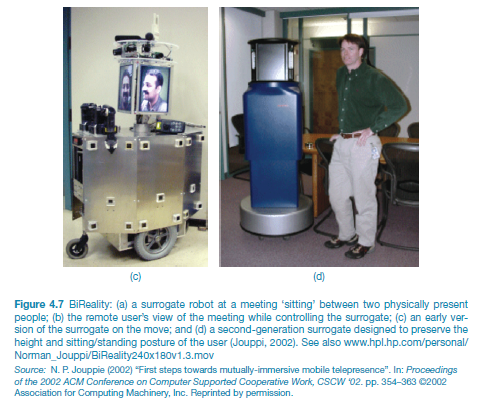 (c)
(d)
Figure 4.7 BiReality: (a) a surrogate robot at a meeting ‘sitting’ between two physically present
people; (b) the remote user’s view of the meeting while controlling the surrogate; (c) an early ver-
sion of the surrogate on the move; and (d) a second-generation surrogate designed to preserve the
height and sitting/standing posture of the user (Jouppi, 2002). See also www.hpl.hp.com/personal/
Norman_Jouppi/BiReality240x180v1.3.mov
Source: N. P. Jouppie (2002) “First steps towards mutually-immersive mobile telepresence”. In: Proceedings
of the 2002 ACM Conference on Computer Supported Cooperative Work, CSCW ’02. pp. 354–363 ©2002
Association for Computing Machinery, Inc. Reprinted by permission.